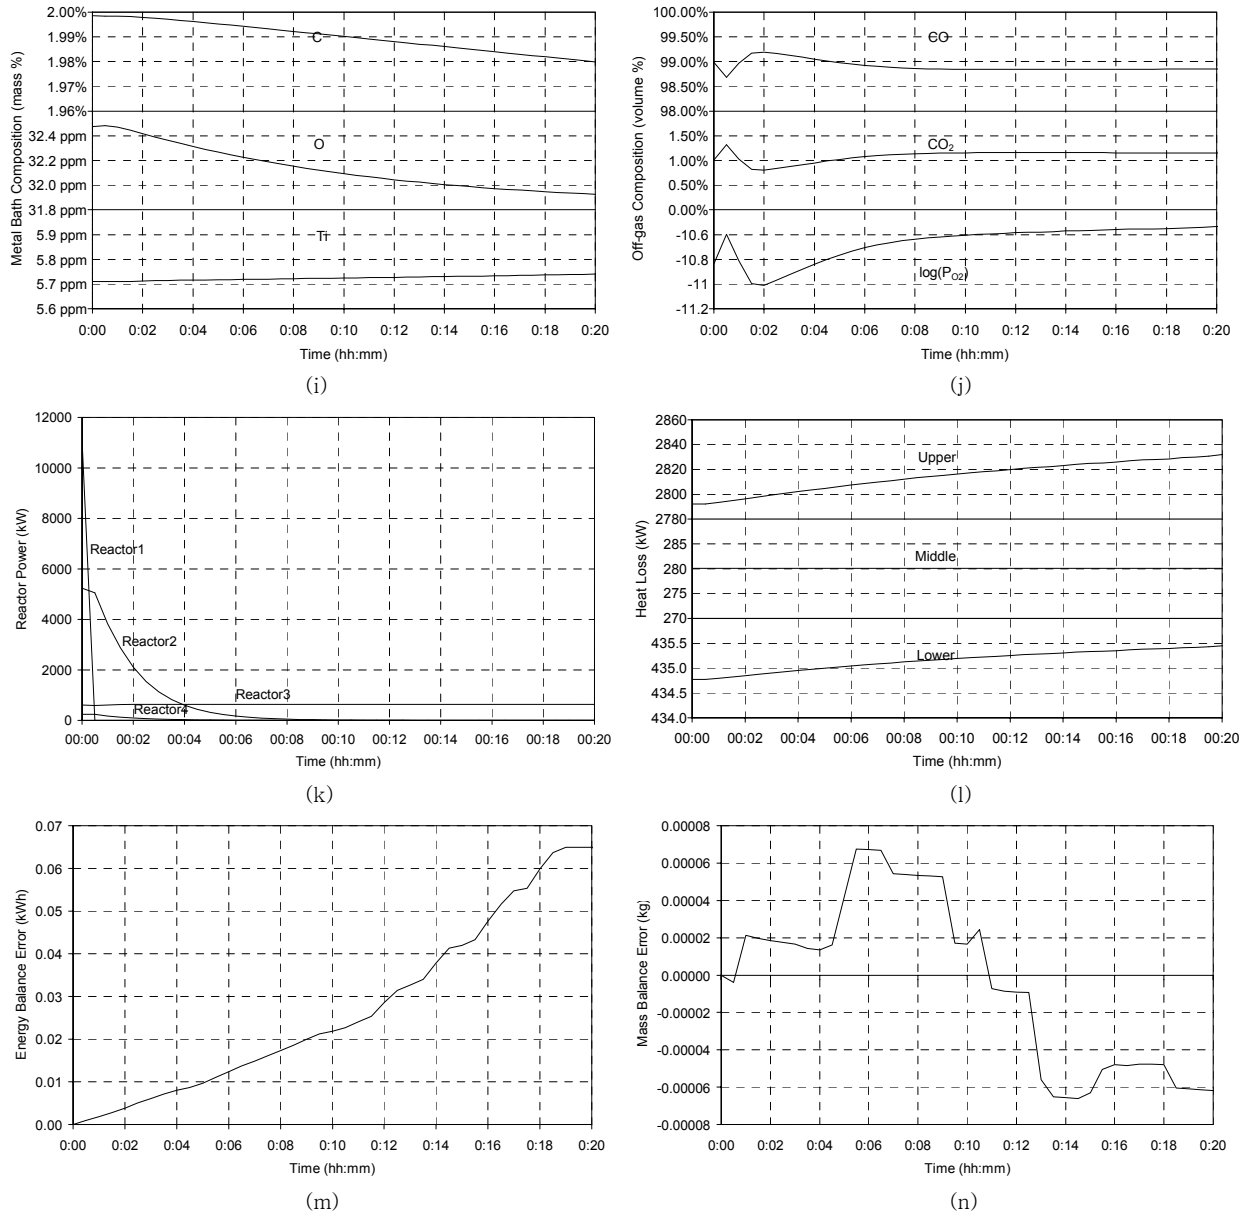 2.00%
1.99%
1.98%
1.97%
1.96%
32.4 ppm
32.2 ppm
32.0 ppm
31.8 ppm
5.9 ppm
5.8 ppm
5.7 ppm
5.6 ppm
Metal Bath Composition (mass %)
C
O
Ti
0:00 0:02 0:04 0:06 0:08 0:10 0:12 0:14 0:16 0:18 0:20
Time (hh:mm)
(i)
100.00%
99.50%
99.00%
98.50%
98.00%
1.50%
1.00%
0.50%
0.00%
-10.6
-10.8
-11
-11.2
Off-gas Composition (volume %)
CO
CO2
log(PO2)
0:00 0:02 0:04 0:06 0:08 0:10 0:12 0:14 0:16 0:18 0:20
Time (hh:mm)
(j)
12000
10000
8000
6000
4000
2000
0
Reactor Power (kW)
Reactor1
Reactor2
Reactor3
Reactor4
00:00 00:02 00:04 00:06 00:08 00:10 00:12 00:14 00:16 00:18 00:20
Time (hh:mm)
(k)
2860
2840
2820
2800
2780
285
280
275
270
435.5
435.0
434.5
434.0
Heat Loss (kW)
Upper
Middle
Lower
00:00 00:02 00:04 00:06 00:08 00:10 00:12 00:14 00:16 00:18 00:20
Time (hh:mm)
(l)
0.07
0.06
0.05
0.04
0.03
0.02
0.01
0.00
Energy Balance Error (kWh)
0:00 0:02 0:04 0:06 0:08 0:10 0:12 0:14 0:16 0:18 0:20
Time (hh:mm)
(m)
0.00008
0.00006
0.00004
0.00002
0.00000
-0.00002
-0.00004
-0.00006
-0.00008
Mass Balance Error (kg)
0:00 0:02 0:04 0:06 0:08 0:10 0:12 0:14 0:16 0:18 0:20
Time (hh:mm)
(n)